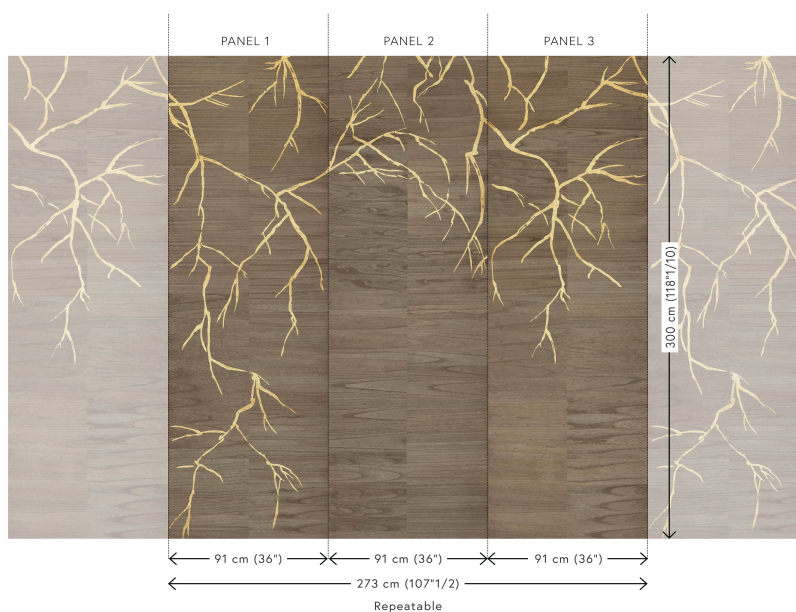 PANEL 1
PANEL 2
PANEL 3
300 cm (118"1/10)
91 cm (36")
91 cm (36")
91 cm (36")
273 cm (107"1/2)
Repeatable